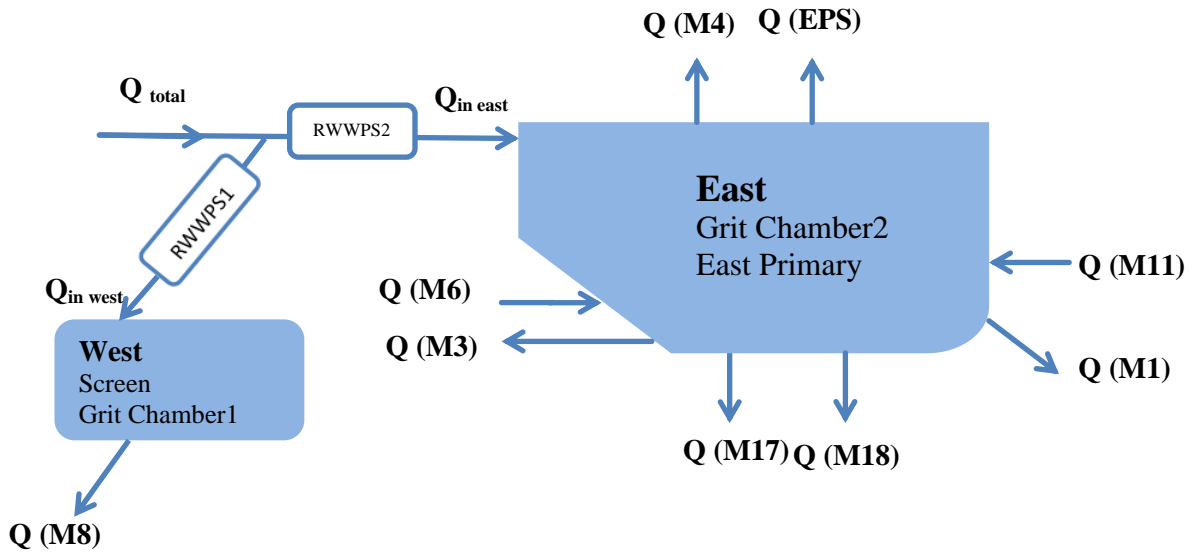 Q (M4)
Q (EPS)
Q total
Q in east
RWWPS2
RWWPS1
East
Grit Chamber2
East Primary
Q (M11)
Q in west
Q (M6)
Q (M3)
West
Screen
Grit Chamber1
Q (M1)
Q (M17)
Q (M18)
Q (M8)